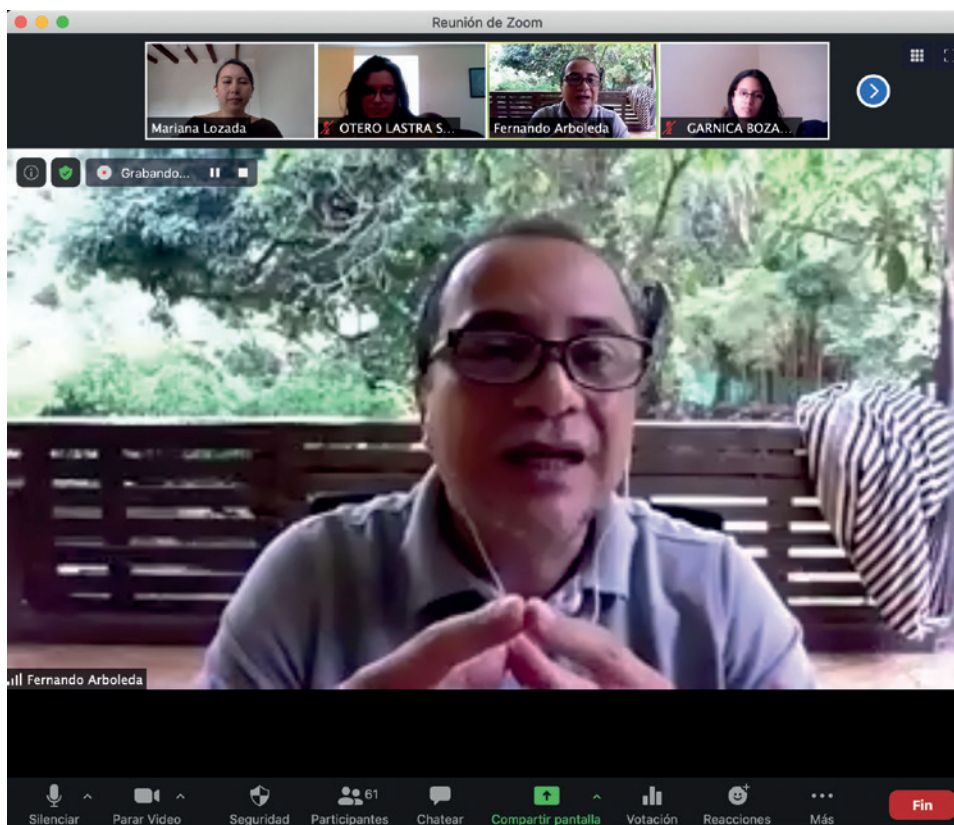 Reunión de Zoom
Mariana Lozada
OTERO LASTRA S...
Fernando Arboleda
GARNICA BOZA...
Grabando...
Fernando Arboleda
61
Silenciar
Parar Video
Seguridad
Participantes
Chatear
Compartir pantalla
Votación
Reacciones
Más
Fin